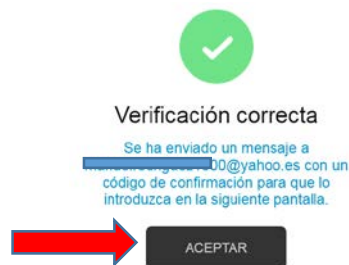 Verificación correcta
Se ha enviado un mensaje a
00@yahoo.es con un
código de confirmación para que lo
introduzca en la siguiente pantalla.
ACEPTAR